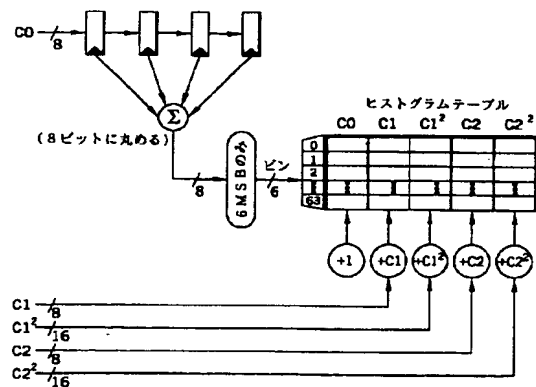 C0 8
Σ
(8ビットに丸める)
8
6MSBのみ
ビン
6
ヒストグラムテーブル
C0 C1 C1² C2 C2²
0
1
2
63
+1 +C1 +C1² +C2 +C2²
C1 8
C1² 16
C2 8
C2² 16